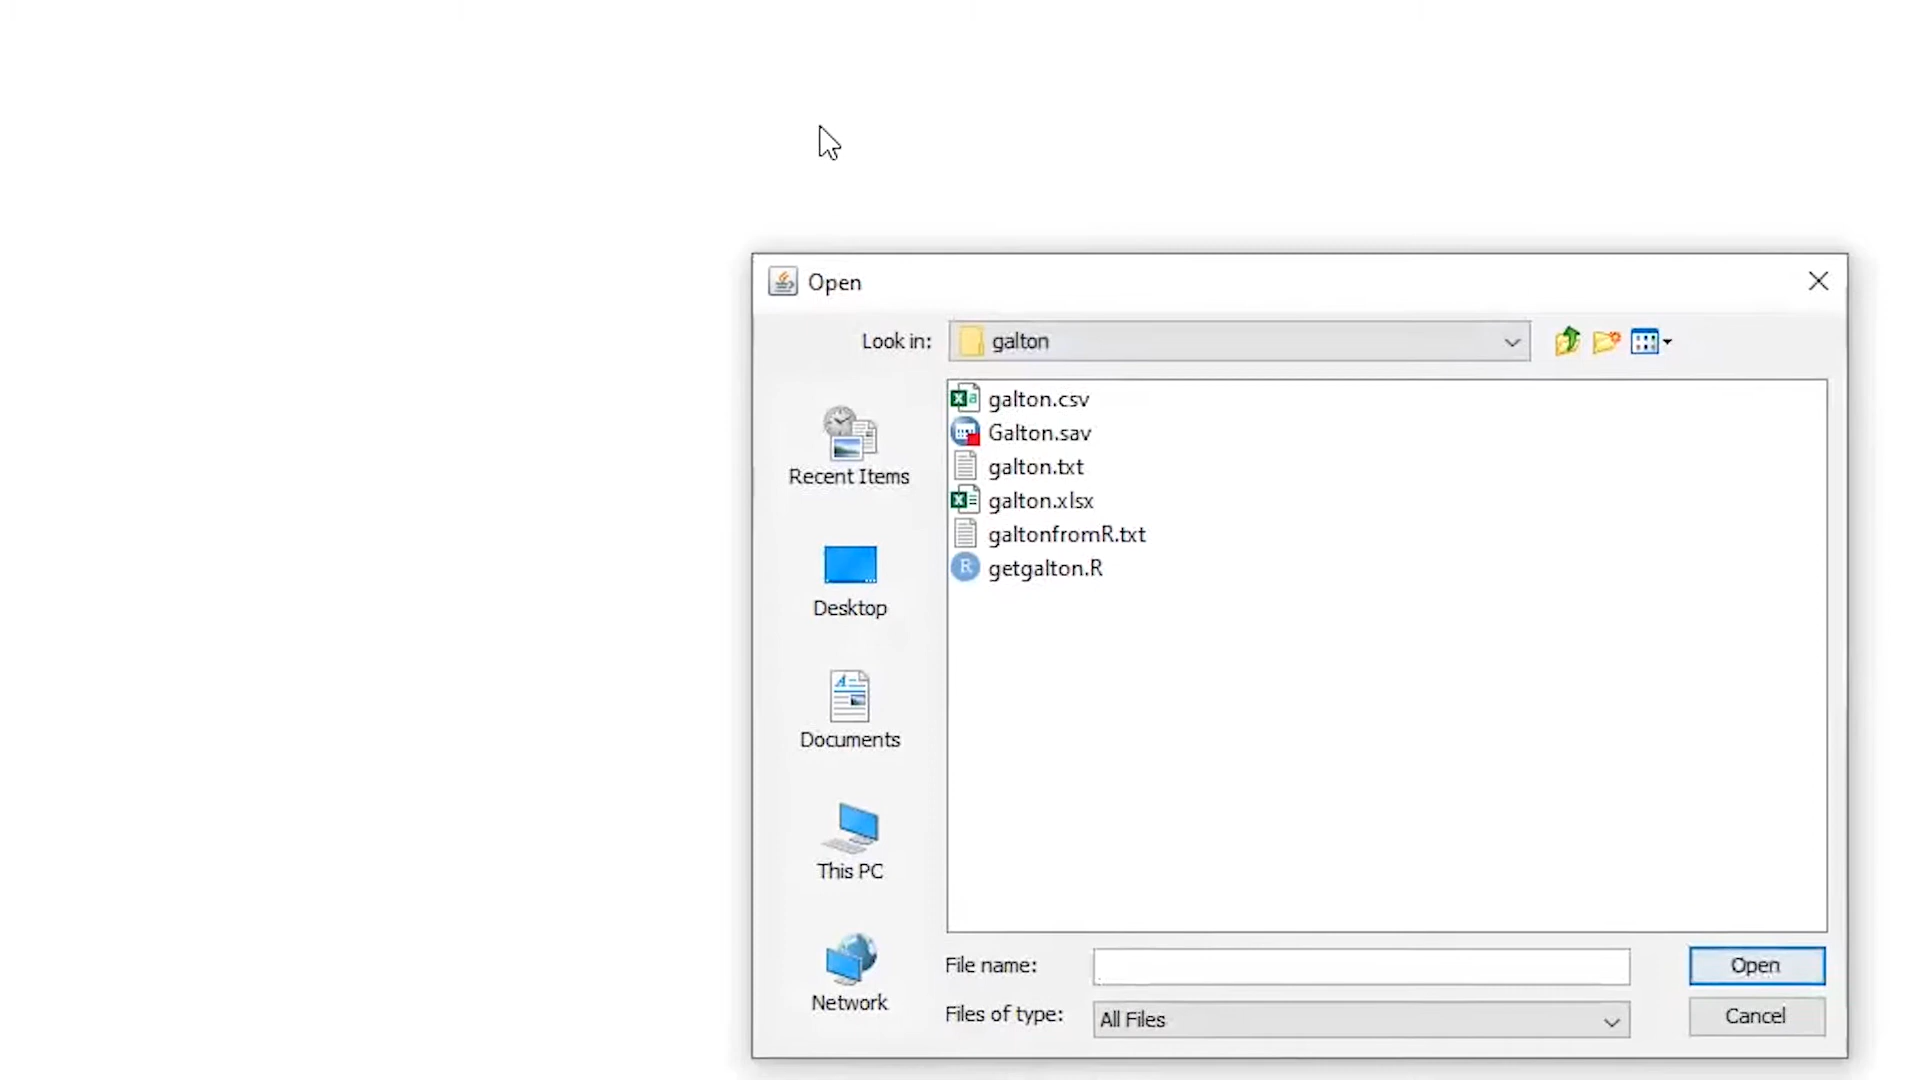 Open
Look in: galton
galton.csv
Galton.sav
galton.txt
galton.xlsx
galtonfromR.txt
getgalton.R
Recent Items
Desktop
Documents
This PC
Network
File name:
Open
Files of type: All Files
Cancel